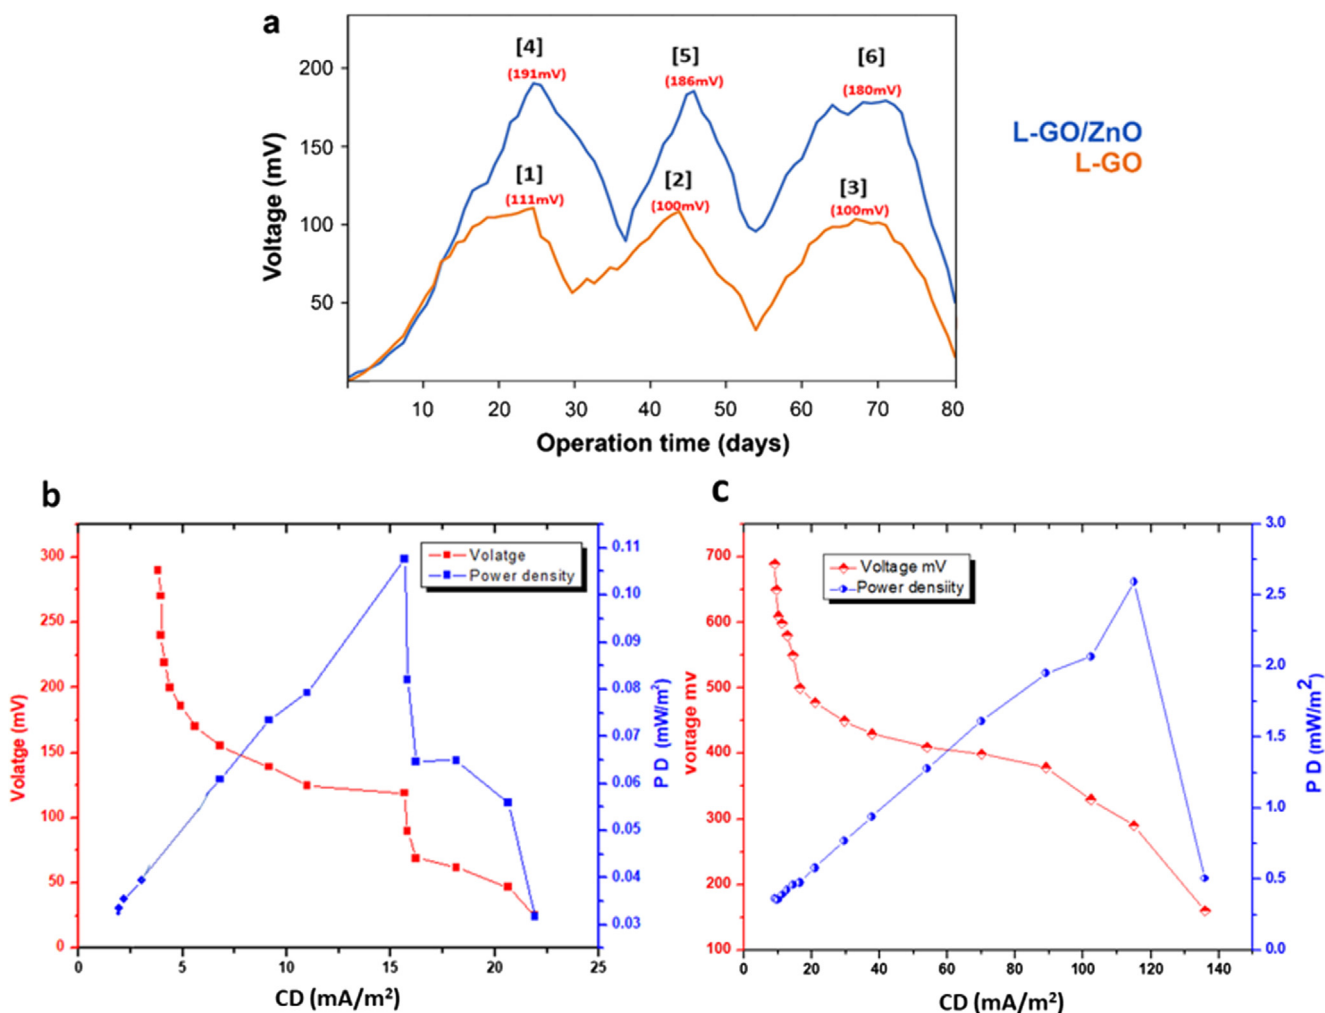 a
[4]
(191mV)
[5]
(186mV)
[6]
(180mV)
[1]
(111mV)
[2]
(100mV)
[3]
(100mV)
200
150
100
50
Voltage (mV)
10 20 30 40 50 60 70 80
Operation time (days)
L-GO/ZnO
L-GO
b
Volatge
Power density
300
250
200
150
100
50
0
Volatge (mV)
0.11
0.10
0.09
0.08
0.07
0.06
0.05
0.04
0.03
P D (mW/m²)
0 5 10 15 20 25
CD (mA/m²)
c
Voltage mV
Power densiity
700
600
500
400
300
200
100
Voltage mv
3.0
2.5
2.0
1.5
1.0
0.5
0.0
P D (mW/m²)
0 20 40 60 80 100 120 140
CD (mA/m²)